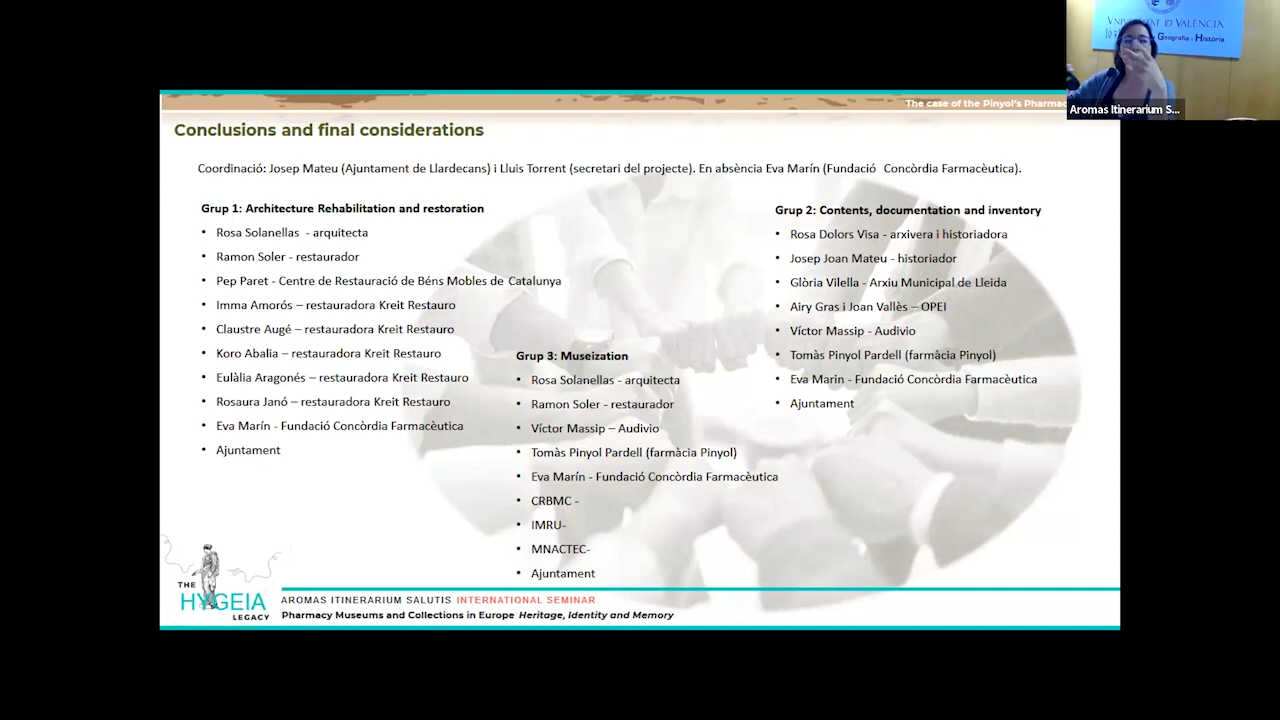 VNIVERSITAT ID VALÈNCIA
Geografia i Història
Aromas Itinerarium S...
The case of the Pinyol's Pharmac
Conclusions and final considerations
Coordinació: Josep Mateu (Ajuntament de Llardecans) i Lluis Torrent (secretari del projecte). En absència Eva Marín (Fundació Concòrdia Farmacèutica).
Grup 1: Architecture Rehabilitation and restoration
• Rosa Solanellas - arquitecta
• Ramon Soler - restaurador
• Pep Paret - Centre de Restauració de Béns Mobles de Catalunya
• Imma Amorós – restauradora Kreit Restauro
• Claustre Augé – restauradora Kreit Restauro
• Koro Abalia – restauradora Kreit Restauro
• Eulàlia Aragonés – restauradora Kreit Restauro
• Rosaura Janó – restauradora Kreit Restauro
• Eva Marín - Fundació Concòrdia Farmacèutica
• Ajuntament
Grup 3: Museization
• Rosa Solanellas - arquitecta
• Ramon Soler - restaurador
• Víctor Massip – Audivio
• Tomàs Pinyol Pardell (farmàcia Pinyol)
• Eva Marín - Fundació Concòrdia Farmacèutica
• CRBMC -
• IMRU-
• MNACTEC-
• Ajuntament
Grup 2: Contents, documentation and inventory
• Rosa Dolors Visa - arxivera i historiadora
• Josep Joan Mateu - historiador
• Glòria Vilella - Arxiu Municipal de Lleida
• Airy Gras i Joan Vallès – OPEI
• Víctor Massip - Audivio
• Tomàs Pinyol Pardell (farmàcia Pinyol)
• Eva Marin - Fundació Concòrdia Farmacèutica
• Ajuntament
THE
HYGEIA
LEGACY
AROMAS ITINERARIUM SALUTIS INTERNATIONAL SEMINAR
Pharmacy Museums and Collections in Europe Heritage, Identity and Memory